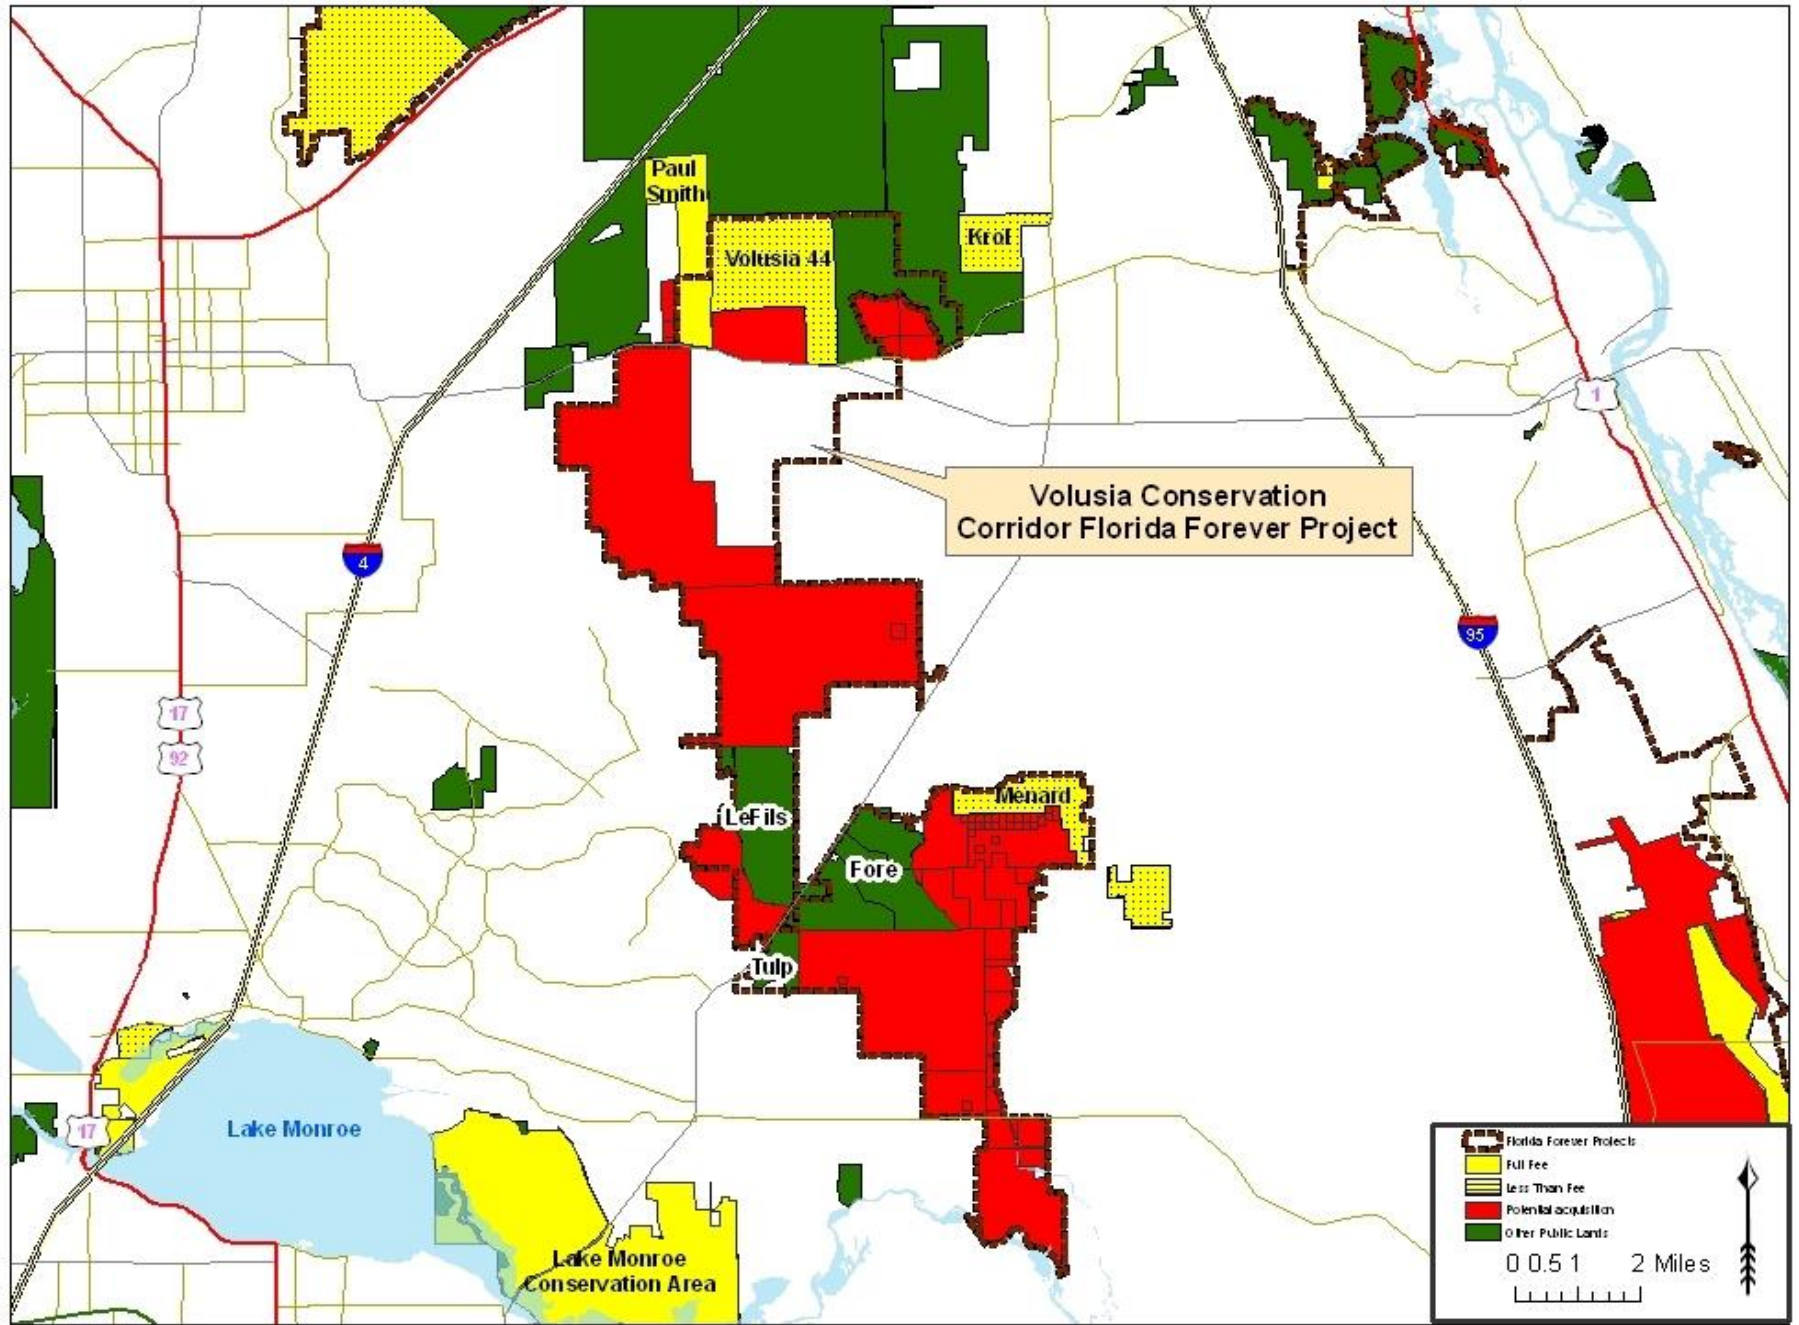 Paul
Smith
Volusia 44
Krol
1
Volusia Conservation
Corridor Florida Forever Project
4
95
17
92
Menard
LeFils
Fore
Tulp
17
Lake Monroe
Lake Monroe
Conservation Area
Florida Forever Projects
Full Fee
Less Than Fee
Potential acquisition
Other Public Lands
0 0.5 1 2 Miles